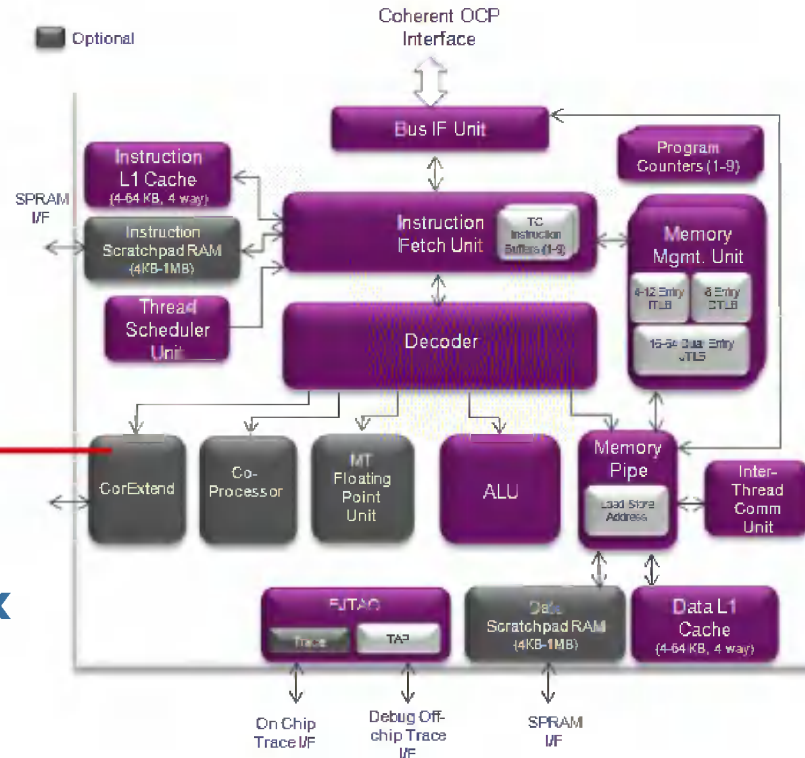 Optional
Coherent OCP
Interface
Bus IF Unit
Instruction
L1 Cache
(4-64 KB, 4 way)
Program
Counters (1-9)
SPRAM
I/F
Instruction
Scratchpad RAM
(4KB-1MB)
Instruction
Fetch Unit
TC
Instruction
Buffers (1-9)
Memory
Mgmt. Unit
4-12 Entry
ITLB
8 Entry
DTLB
16-64 Dual Entry
JTLB
Thread
Scheduler
Unit
Decoder
CorExtend
Co-
Processor
MT
Floating
Point
Unit
ALU
Memory
Pipe
Load Store
Address
Inter-
Thread
Comm
Unit
x
EJTAG
Trace
TAP
Data
Scratchpad RAM
(4KB-1MB)
Data L1
Cache
(4-64 KB, 4 way)
On Chip
Trace I/F
Debug Off-
chip Trace
I/F
SPRAM
I/F